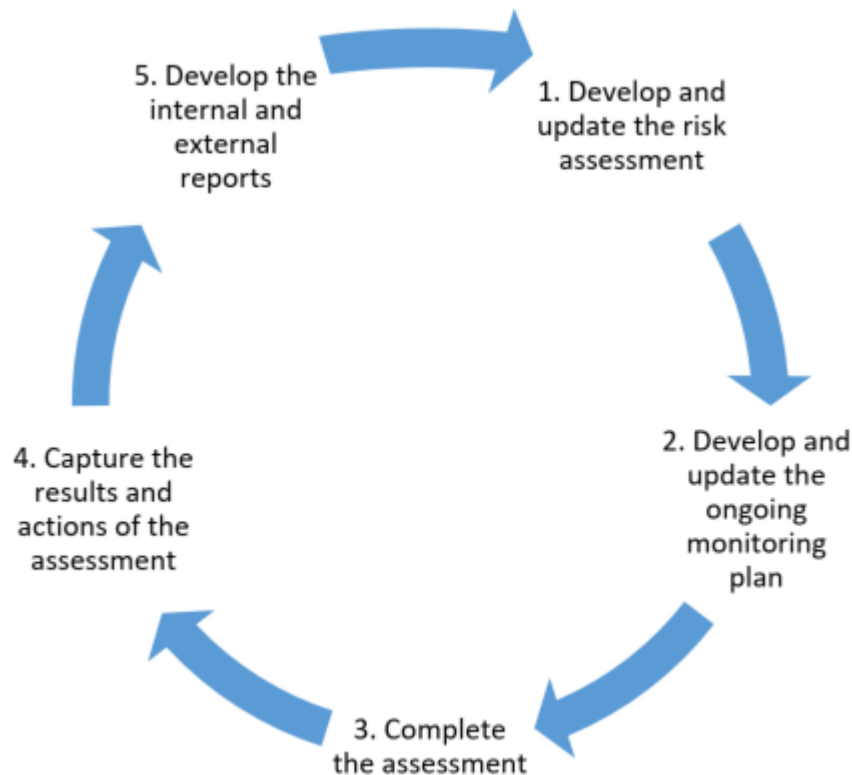 1. Develop and
update the risk
assessment
2. Develop and
update the
ongoing
monitoring
plan
3. Complete
the assessment
4. Capture the
results and
actions of the
assessment
5. Develop the
internal and
external
reports